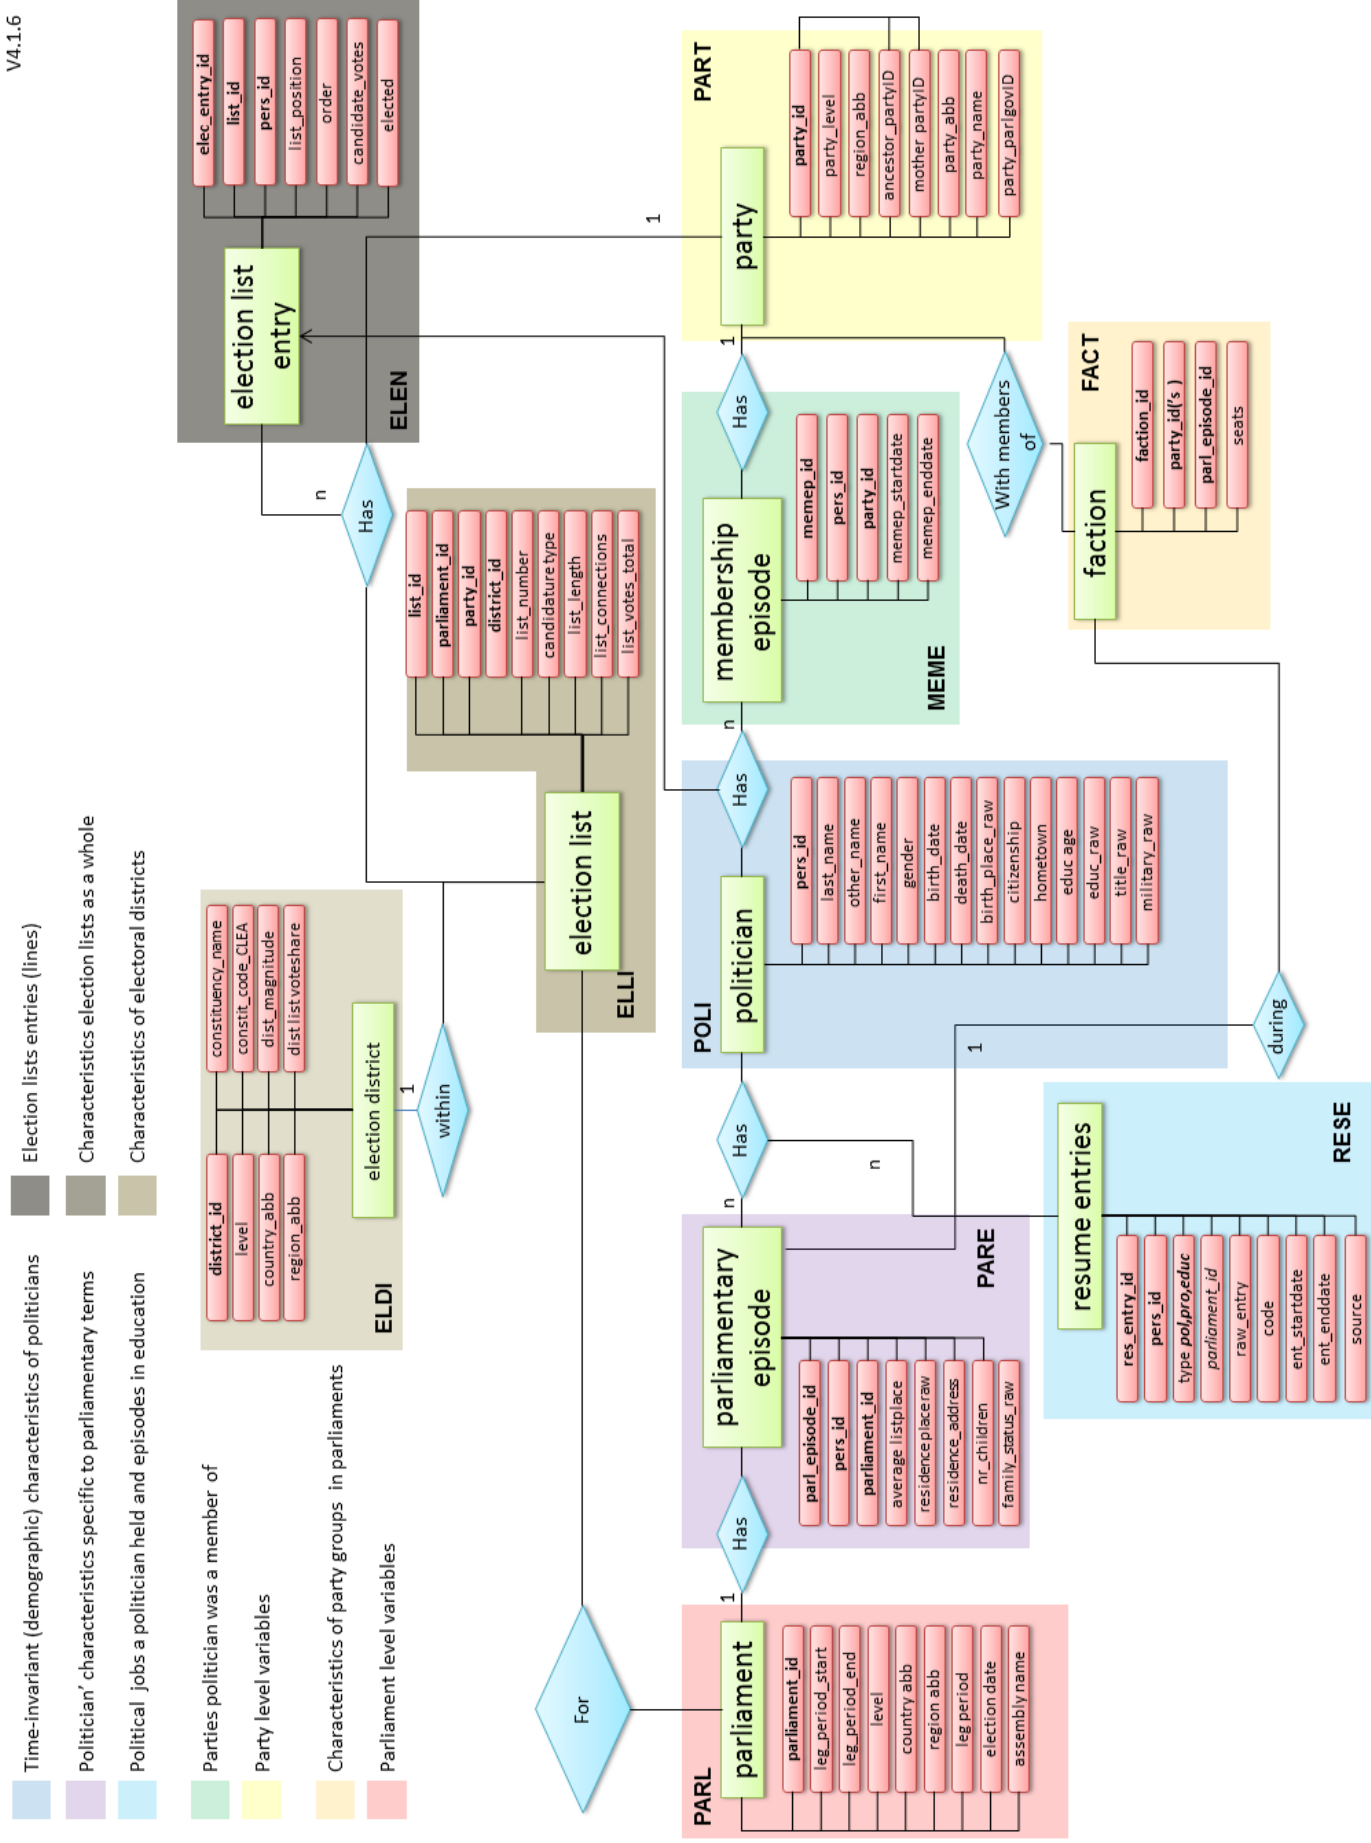 V4.1.6
Time-invariant (demographic) characteristics of politicians
Politician' characteristics specific to parliamentary terms
Political jobs a politician held and episodes in education
Parties politician was a member of
Party level variables
Characteristics of party groups in parliaments
Parliament level variables
Election lists entries (lines)
Characteristics election lists as a whole
Characteristics of electoral districts
ELDI
district_id
level
country_abb
region_abb
constituency_name
constit_code_CLEA
dist_magnitude
dist list voteshare
election district
1
within
ELEN
election list
entry
elec_entry_id
list_id
pers_id
list_position
order
candidate_votes
elected
n
Has
1
ELLI
election list
list_id
parliament_id
party_id
district_id
list_number
candidature type
list_length
list_connections
list_votes_total
For
PARL
parliament
parliament_id
leg_period_start
leg_period_end
level
country abb
region abb
leg period
election date
assembly name
1
Has
PARE
parliamentary
episode
parl_episode_id
pers_id
parliament_id
average listplace
residenceplace raw
residence_address
nr_children
family_status_raw
n
Has
n
1
POLI
politician
pers_id
last_name
other_name
first_name
gender
birth_date
death_date
birth_place_raw
citizenship
hometown
educ age
educ_raw
title_raw
military_raw
Has
n
MEME
membership
episode
memep_id
pers_id
party_id
memep_startdate
memep_enddate
Has
1
PART
party
party_id
party_level
region_abb
ancestor_partyID
mother partyID
party_abb
party_name
party_parlgovID
With members
of
FACT
faction
faction_id
party_id('s )
parl_episode_id
seats
during
RESE
resume entries
res_entry_id
pers_id
type pol,pro,educ
parliament_id
raw_entry
code
ent_startdate
ent_enddate
source